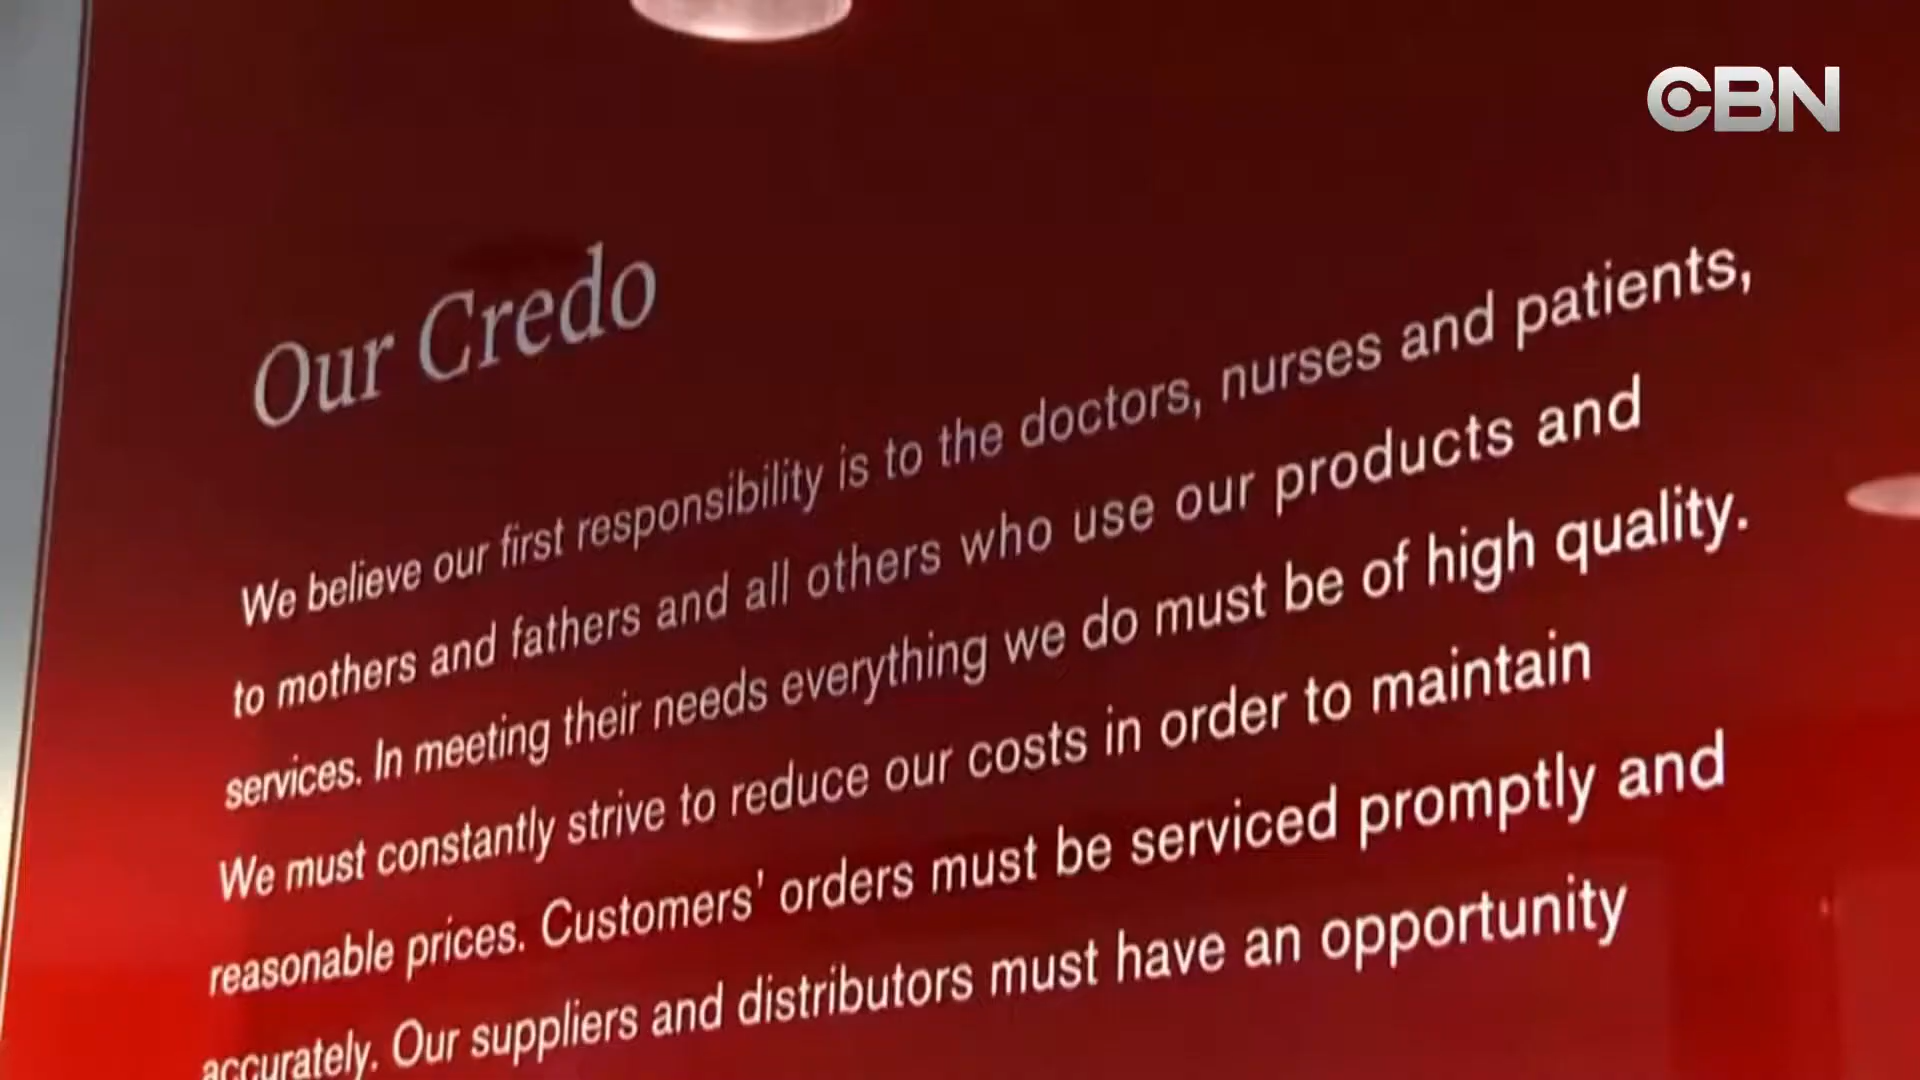 CBN
Our Credo
We believe our first responsibility is to the doctors, nurses and patients,
to mothers and fathers and all others who use our products and
services. In meeting their needs everything we do must be of high quality.
We must constantly strive to reduce our costs in order to maintain
reasonable prices. Customers' orders must be serviced promptly and
accurately. Our suppliers and distributors must have an opportunity